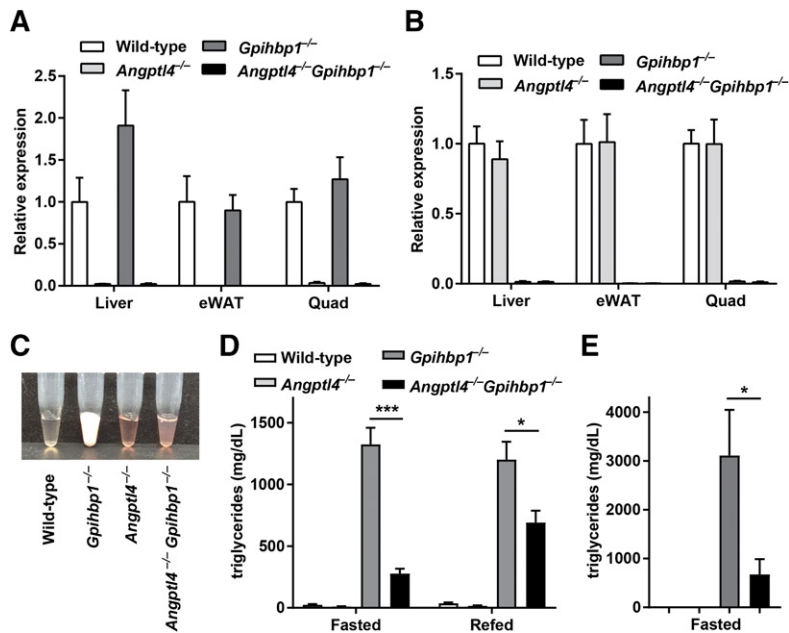 A
Wild-type Gpihbp1⁻/⁻
Angptl4⁻/⁻ Angptl4⁻/⁻Gpihbp1⁻/⁻
Relative expression
2.5
2.0
1.5
1.0
0.5
0.0
Liver eWAT Quad
B
Wild-type Gpihbp1⁻/⁻
Angptl4⁻/⁻ Angptl4⁻/⁻Gpihbp1⁻/⁻
Relative expression
1.5
1.0
0.5
0.0
Liver eWAT Quad
C
Wild-type
Gpihbp1⁻/⁻
Angptl4⁻/⁻
Angptl4⁻/⁻ Gpihbp1⁻/⁻
D
Wild-type Gpihbp1⁻/⁻
Angptl4⁻/⁻ Angptl4⁻/⁻Gpihbp1⁻/⁻
triglycerides (mg/dL)
1500
1000
500
0
***
*
Fasted Refed
E
triglycerides (mg/dL)
4000
3000
2000
1000
0
*
Fasted